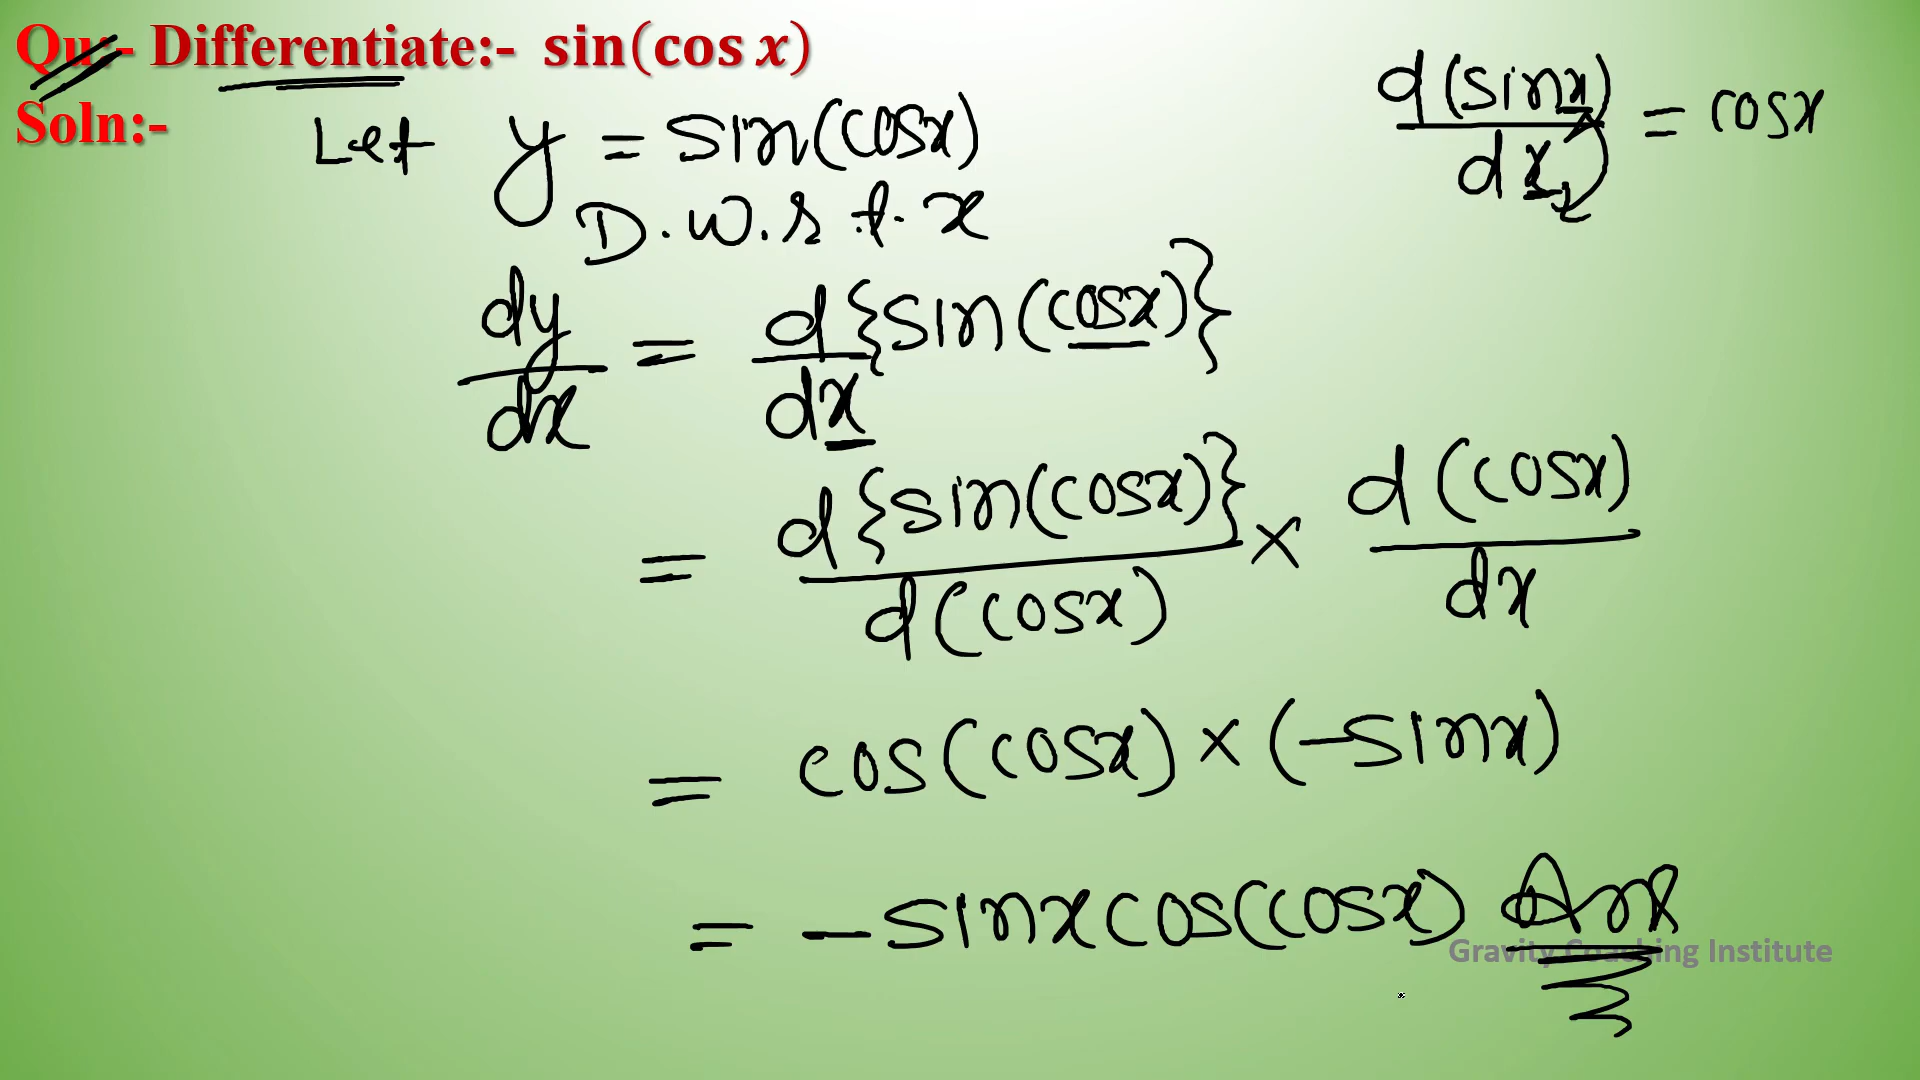 Qu:- Differentiate:- sin(cos x)
Soln:-
Let y = sin(cosx)
D.w.r.t. x
d(sinx)/dx = cosx
dy/dx = d{sin(cosx)}/dx
= d{sin(cosx)}/d(cosx) × d(cosx)/dx
= cos(cosx) × (-sinx)
= - sinx cos(cosx) Ans
Gravity Coaching Institute